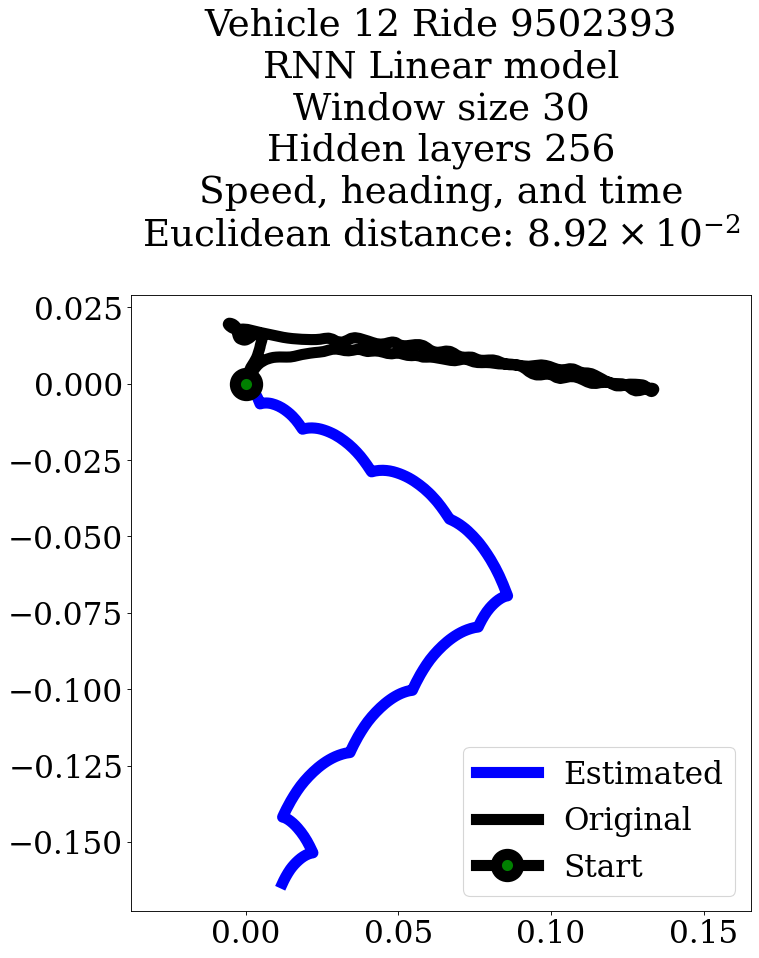 Vehicle 12 Ride 9502393
RNN Linear model
Window size 30
Hidden layers 256
Speed, heading, and time
Euclidean distance: 8.92 × 10⁻²
0.025
0.000
−0.025
−0.050
−0.075
−0.100
−0.125
−0.150
Estimated
Original
Start
0.00 0.05 0.10 0.15